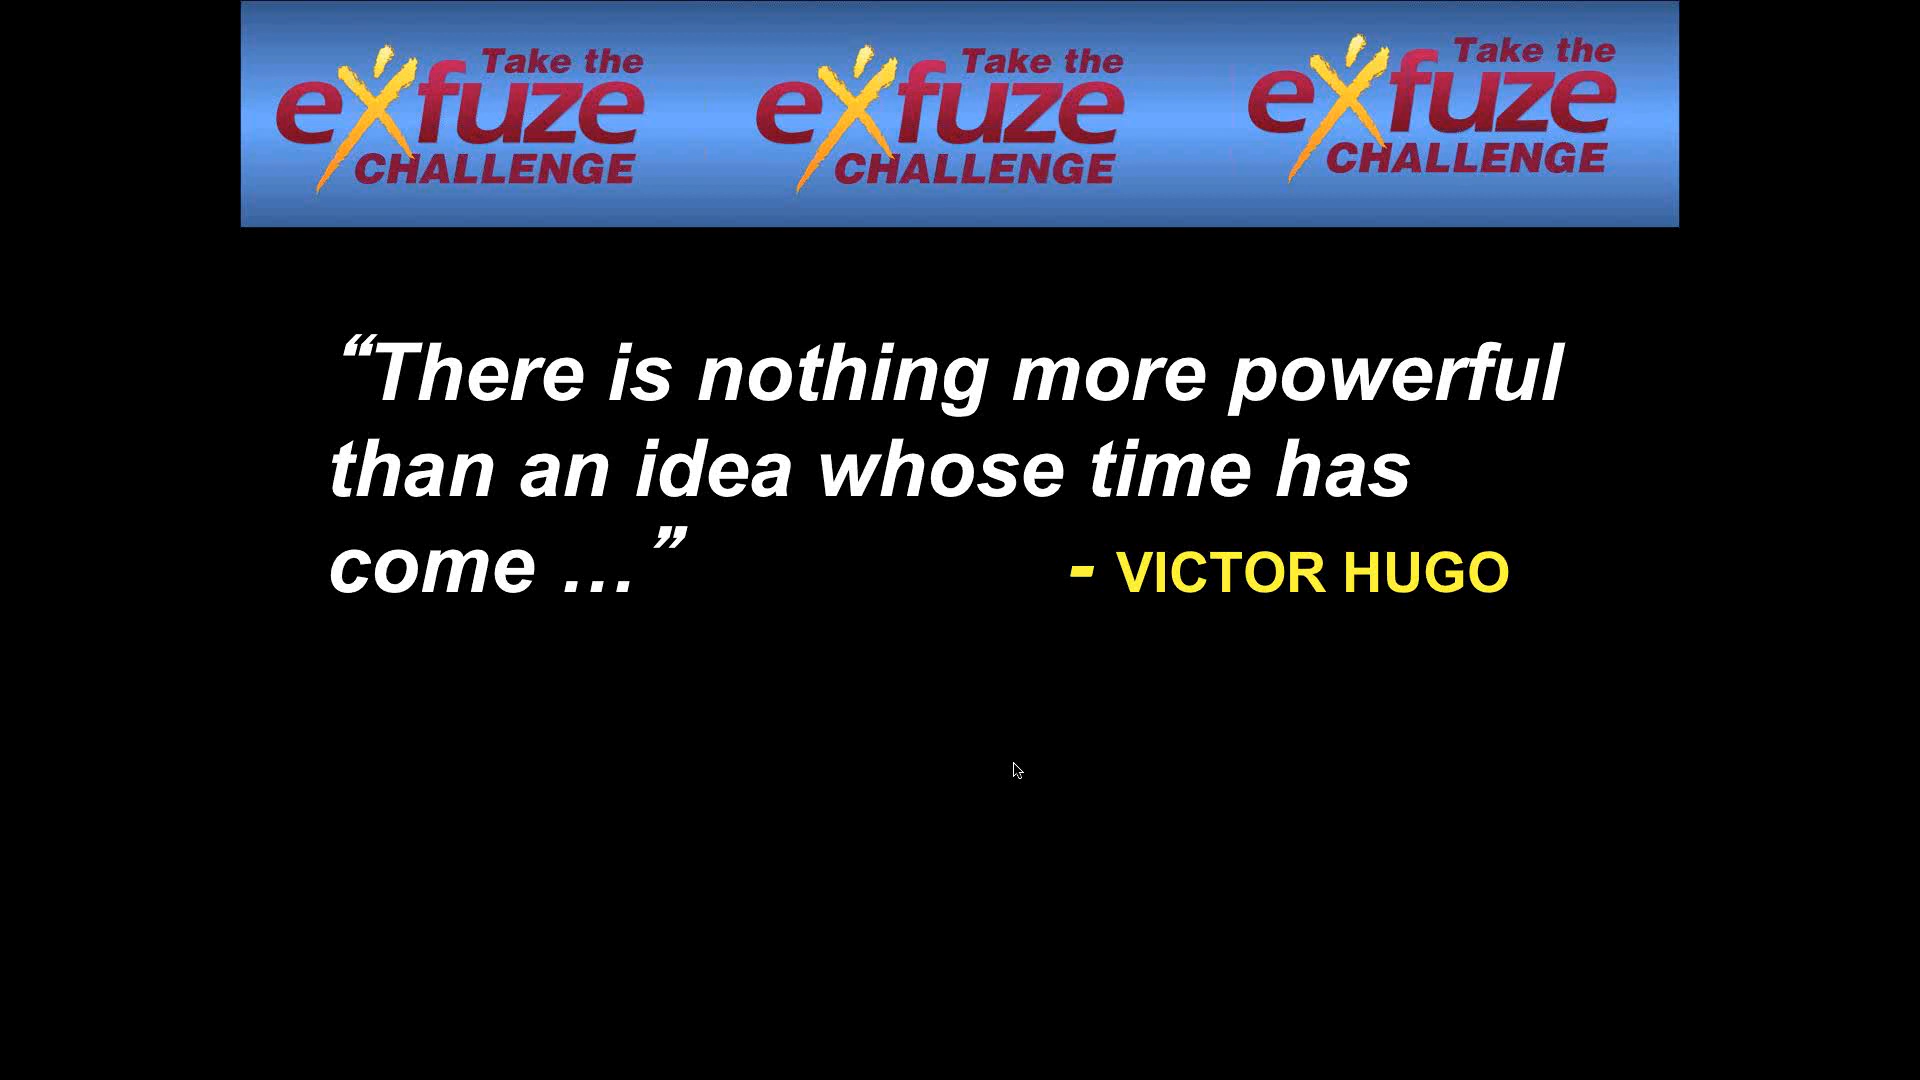 Take the
exfuze
CHALLENGE
Take the
exfuze
CHALLENGE
Take the
exfuze
CHALLENGE
“There is nothing more powerful
than an idea whose time has
come …” - VICTOR HUGO